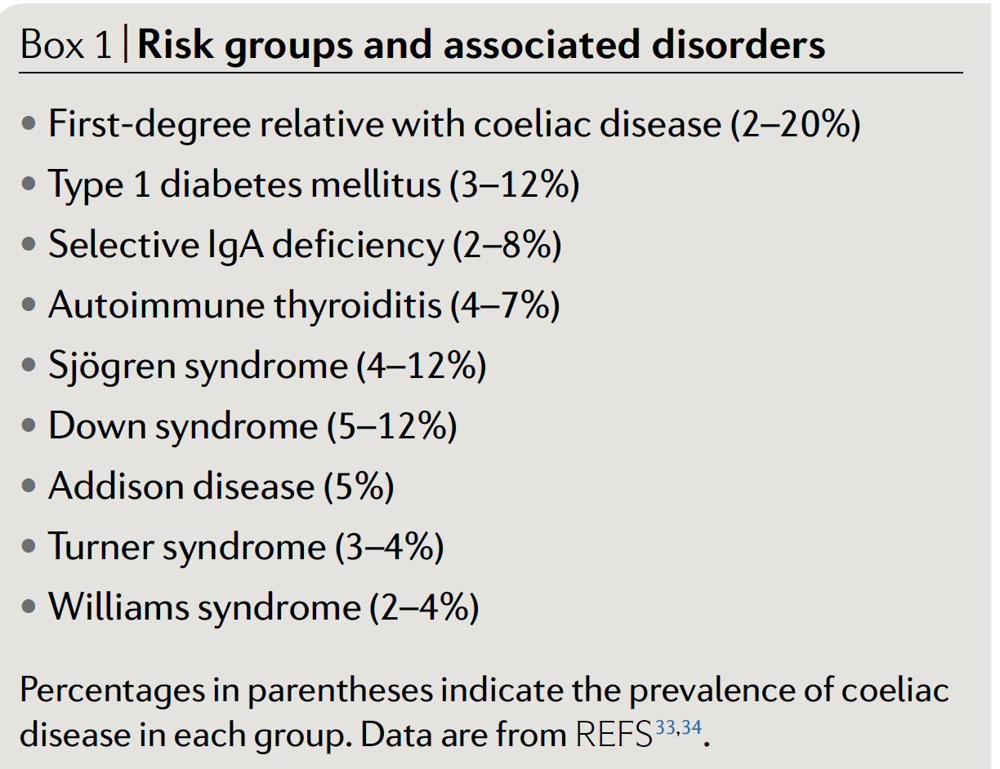 Box 1 | Risk groups and associated disorders
• First-degree relative with coeliac disease (2–20%)
• Type 1 diabetes mellitus (3–12%)
• Selective IgA deficiency (2–8%)
• Autoimmune thyroiditis (4–7%)
• Sjögren syndrome (4–12%)
• Down syndrome (5–12%)
• Addison disease (5%)
• Turner syndrome (3–4%)
• Williams syndrome (2–4%)
Percentages in parentheses indicate the prevalence of coeliac
disease in each group. Data are from REFS33,34.